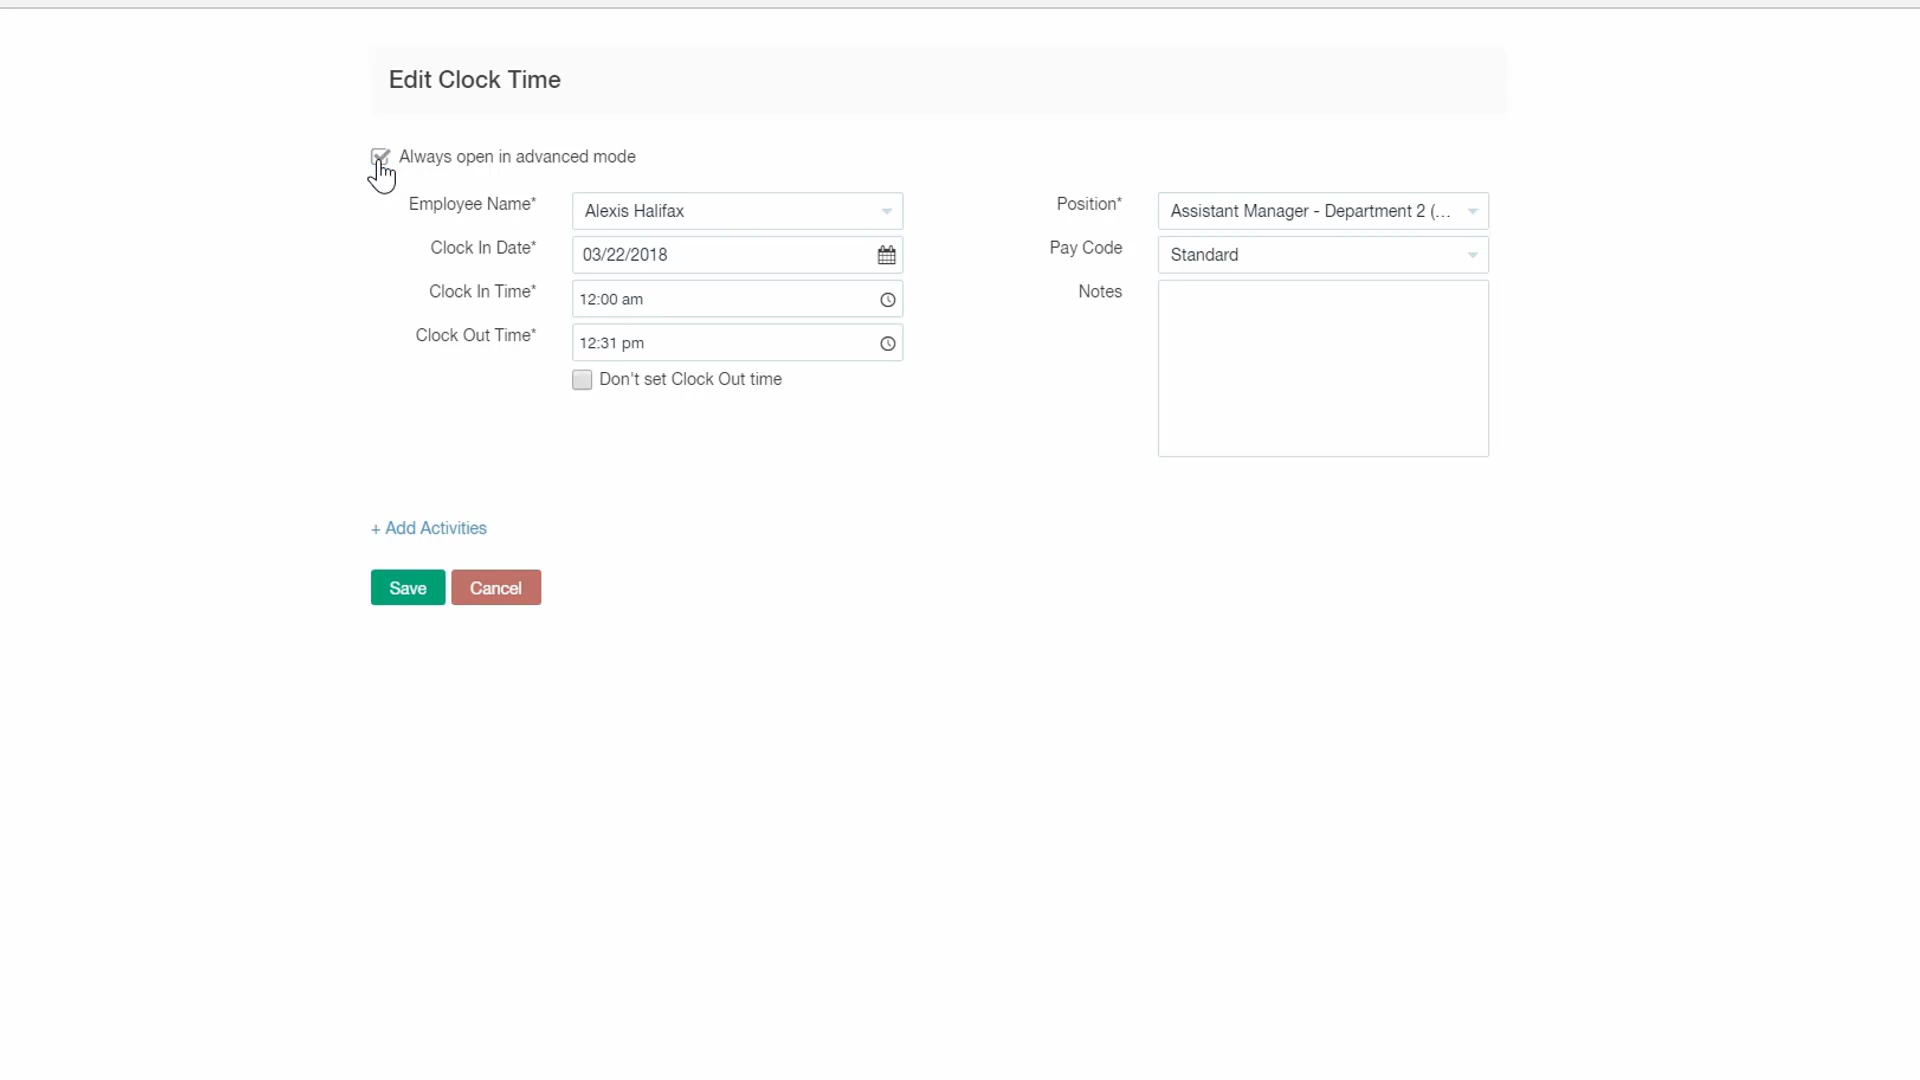 Edit Clock Time
Always open in advanced mode
Employee Name*
Alexis Halifax
Clock In Date*
03/22/2018
Clock In Time*
12:00 am
Clock Out Time*
12:31 pm
Don't set Clock Out time
Position*
Assistant Manager - Department 2 (...
Pay Code
Standard
Notes
+ Add Activities
Save
Cancel